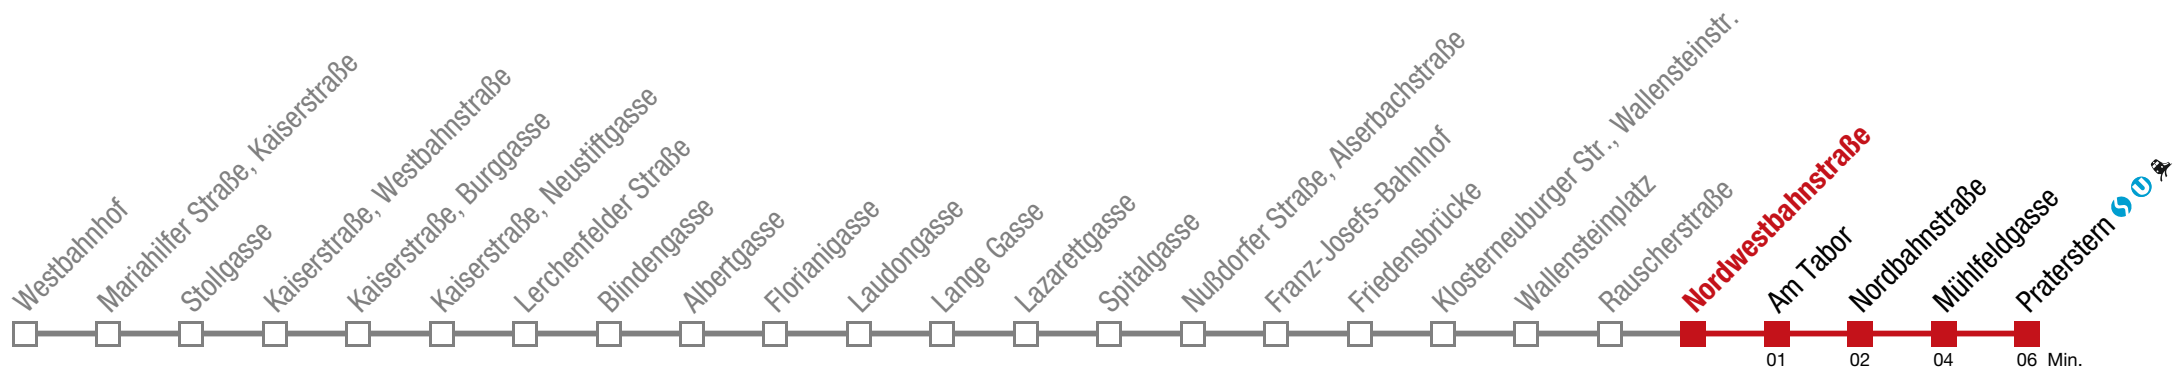 Westbahnhof
Mariahilfer Straße, Kaiserstraße
Stollgasse
Kaiserstraße, Westbahnstraße
Kaiserstraße, Burggasse
Kaiserstraße, Neustiftgasse
Lerchenfelder Straße
Blindengasse
Albertgasse
Florianigasse
Laudongasse
Lange Gasse
Lazarettgasse
Spitalgasse
Nußdorfer Straße, Alserbachstraße
Franz-Josefs-Bahnhof
Friedensbrücke
Klosterneuburger Str., Wallensteinstr.
Wallensteinplatz
Rauscherstraße
Nordwestbahnstraße
Am Tabor
Nordbahnstraße
Mühlfeldgasse
Praterstern S U
01 02 04 06 Min.